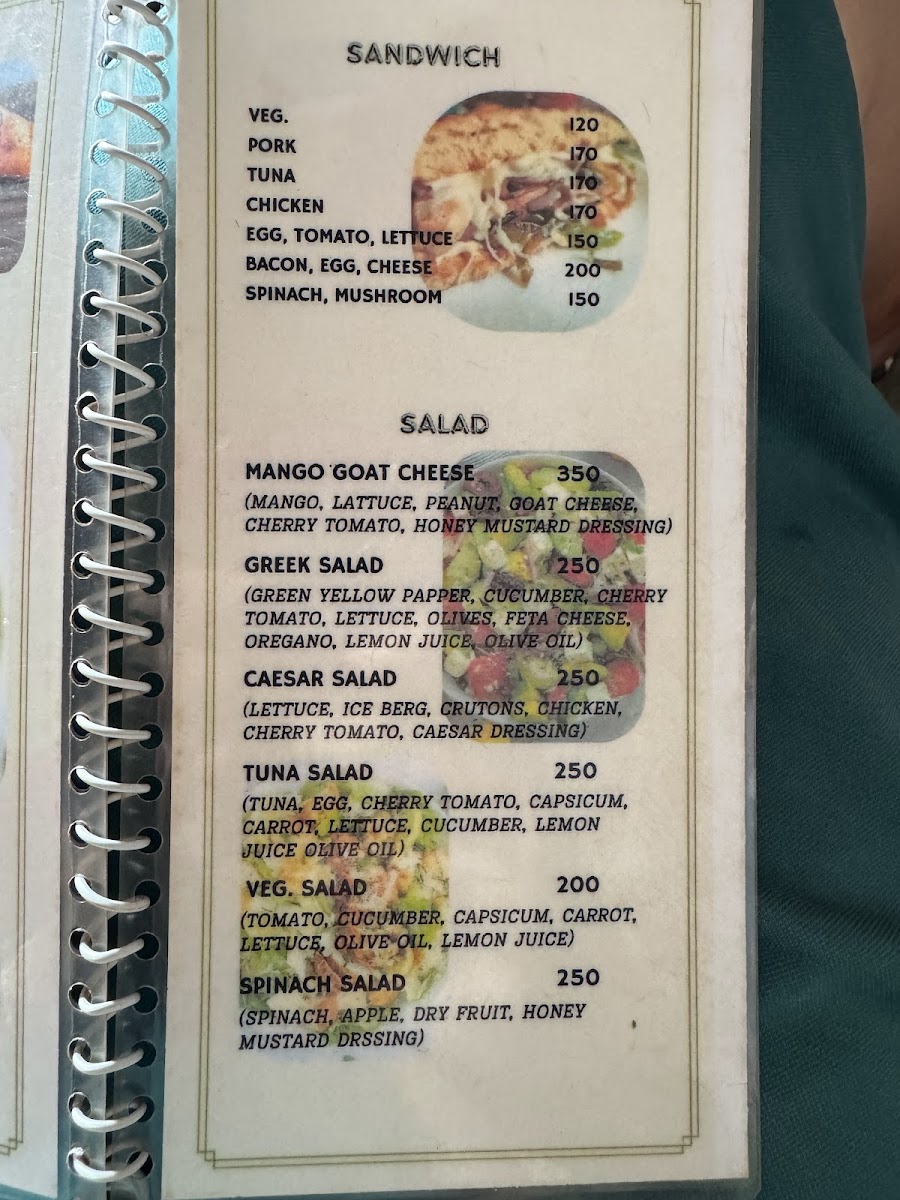 SANDWICH
VEG. 120
PORK 170
TUNA 170
CHICKEN 170
EGG, TOMATO, LETTUCE 150
BACON, EGG, CHEESE 200
SPINACH, MUSHROOM 150
SALAD
MANGO GOAT CHEESE 350
(MANGO, LATTUCE, PEANUT, GOAT CHEESE,
CHERRY TOMATO, HONEY MUSTARD DRESSING)
GREEK SALAD 250
(GREEN YELLOW PAPPER, CUCUMBER, CHERRY
TOMATO, LETTUCE, OLIVES, FETA CHEESE,
OREGANO, LEMON JUICE, OLIVE OIL)
CAESAR SALAD 250
(LETTUCE, ICE BERG, CRUTONS, CHICKEN,
CHERRY TOMATO, CAESAR DRESSING)
TUNA SALAD 250
(TUNA, EGG, CHERRY TOMATO, CAPSICUM,
CARROT, LETTUCE, CUCUMBER, LEMON
JUICE OLIVE OIL)
VEG. SALAD 200
(TOMATO, CUCUMBER, CAPSICUM, CARROT,
LETTUCE, OLIVE OIL, LEMON JUICE)
SPINACH SALAD 250
(SPINACH, APPLE, DRY FRUIT, HONEY
MUSTARD DRSSING)